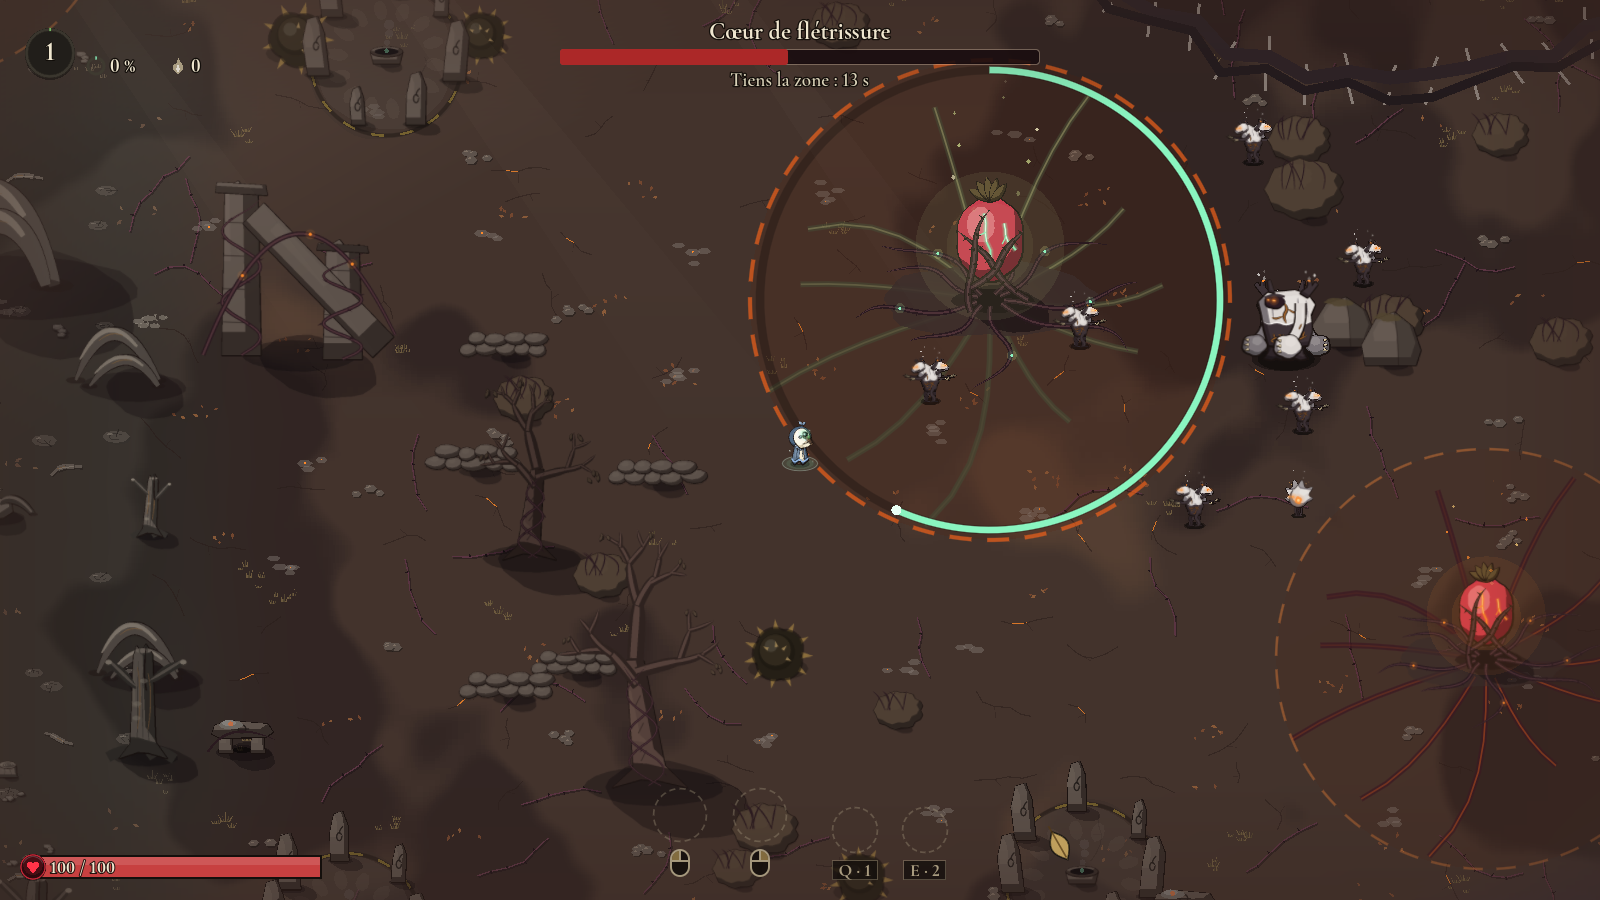 Cœur de flétrissure
1
0 %
0
Tiens la zone : 13 s
100 / 100
Q · 1
E · 2